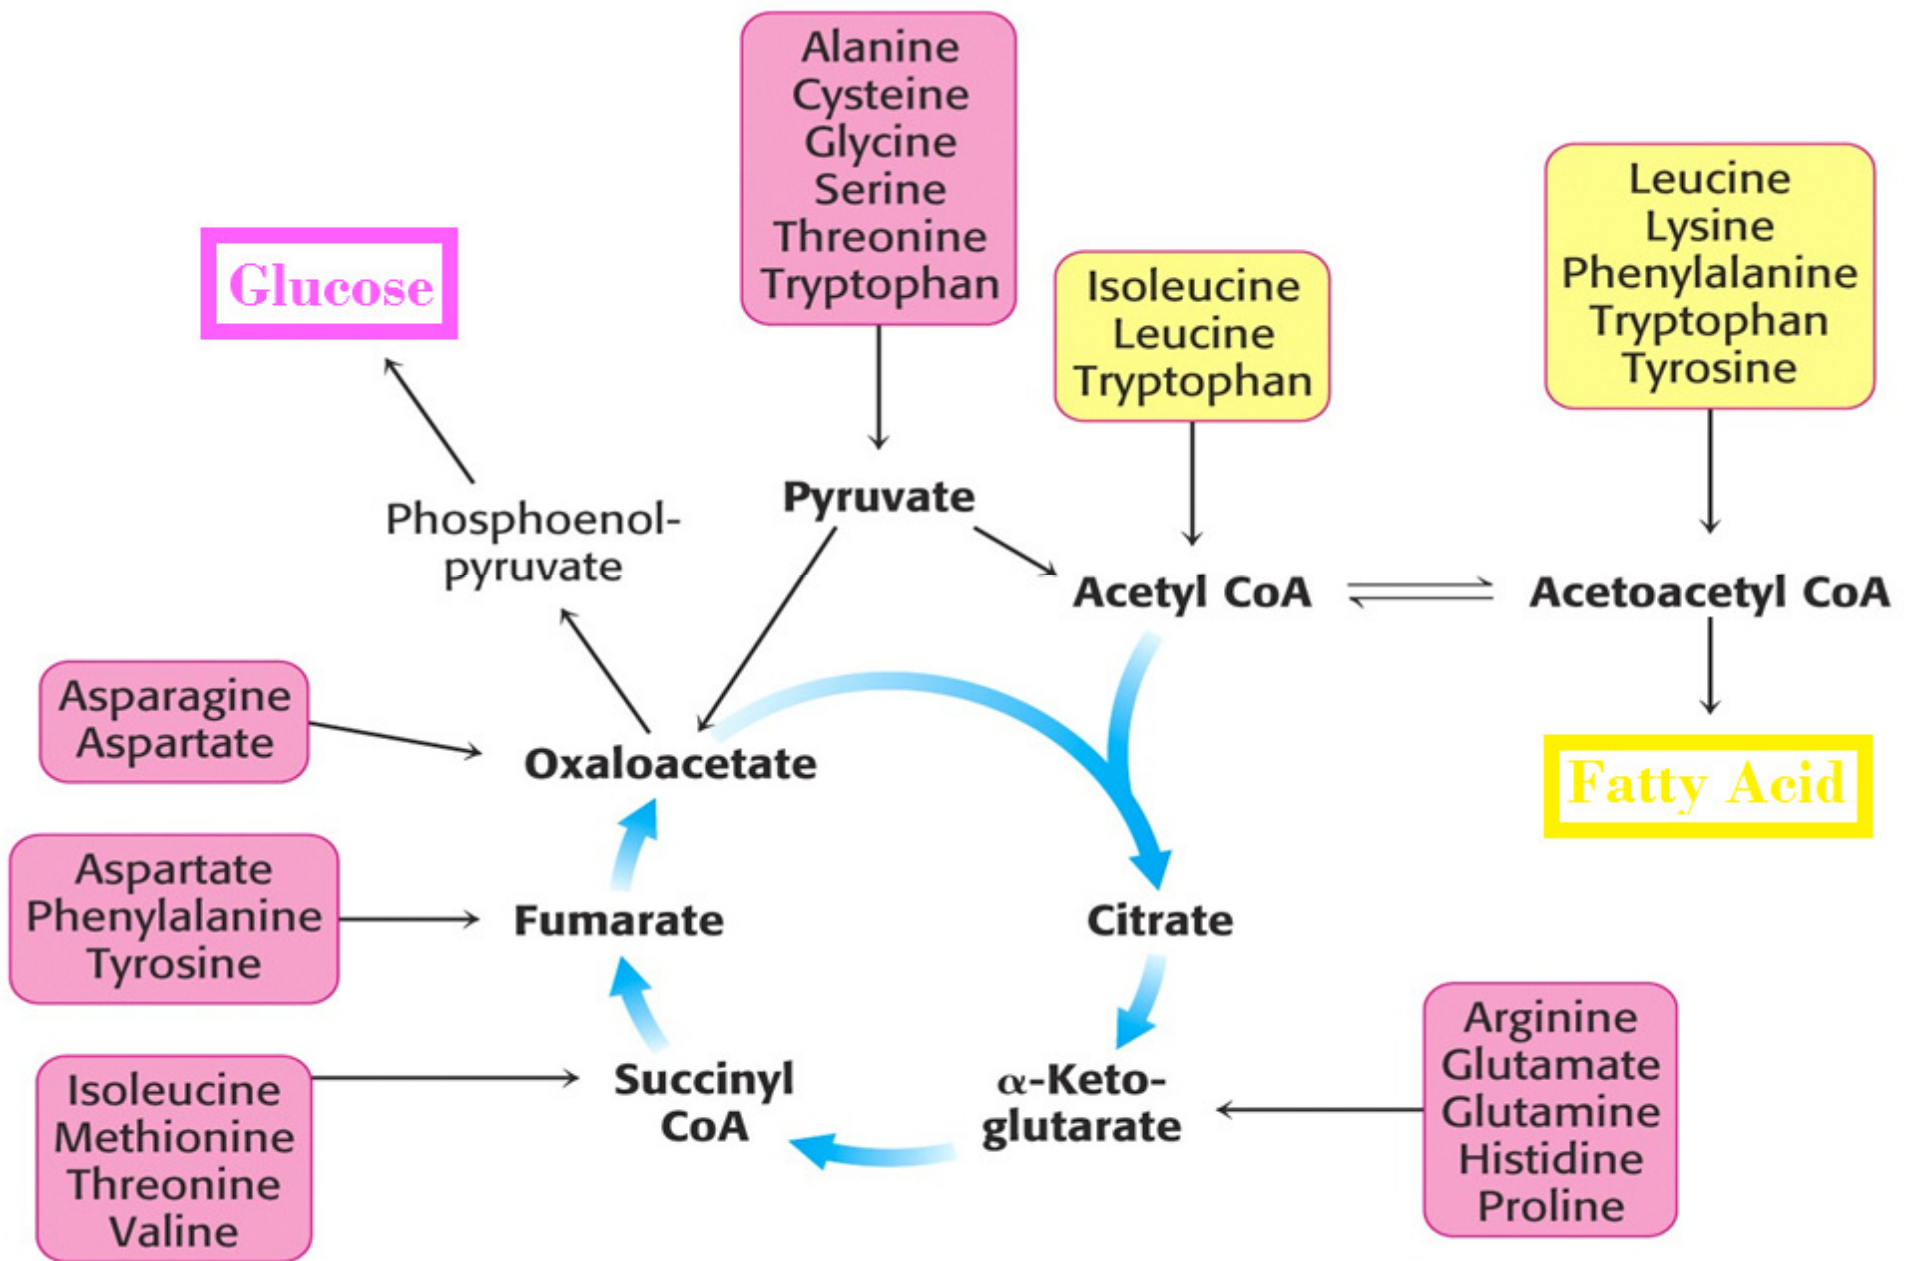 Alanine
Cysteine
Glycine
Serine
Threonine
Tryptophan
Leucine
Lysine
Phenylalanine
Tryptophan
Tyrosine
Glucose
Isoleucine
Leucine
Tryptophan
Pyruvate
Phosphoenol-
pyruvate
Acetyl CoA
Acetoacetyl CoA
Asparagine
Aspartate
Oxaloacetate
Fatty Acid
Aspartate
Phenylalanine
Tyrosine
Fumarate
Citrate
Isoleucine
Methionine
Threonine
Valine
Succinyl
CoA
α-Keto-
glutarate
Arginine
Glutamate
Glutamine
Histidine
Proline